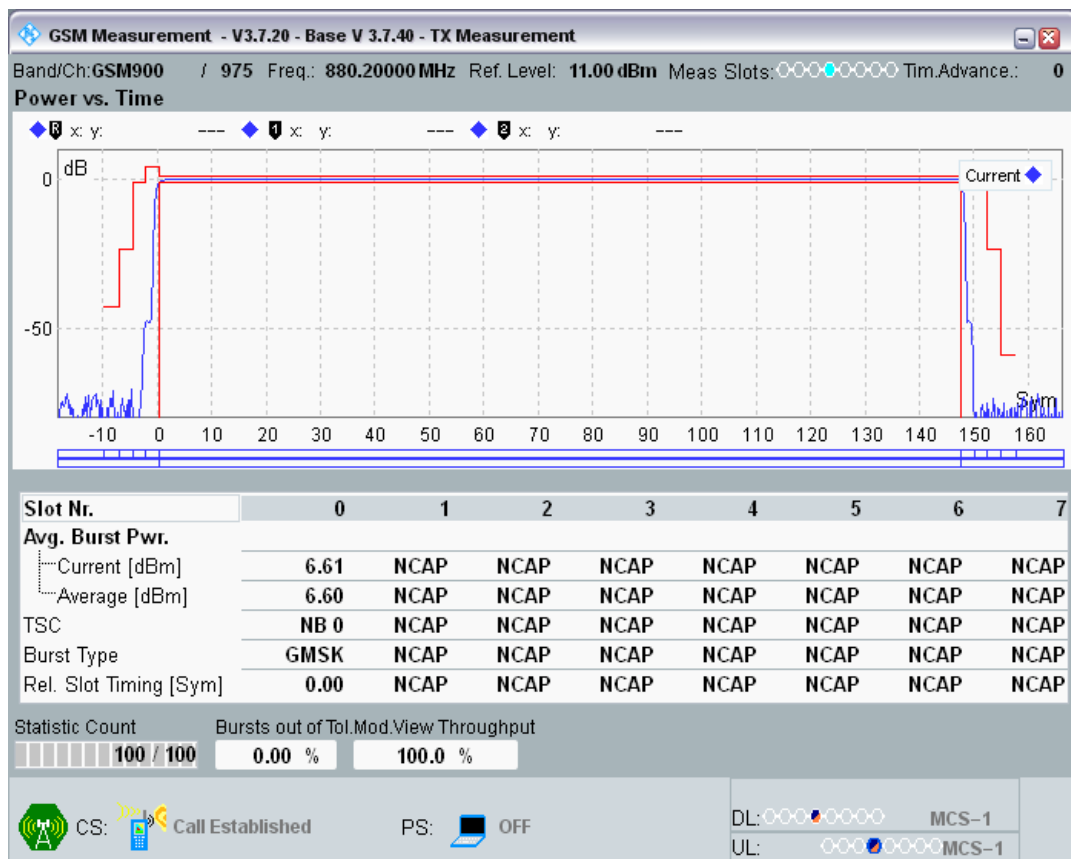 GSM Measurement - V3.7.20 - Base V 3.7.40 - TX Measurement
Band/Ch:GSM900 / 975 Freq.: 880.20000 MHz Ref. Level: 11.00 dBm Meas Slots: Tim.Advance.: 0
Power vs. Time
R x: y: --- 1 x: y: --- 2 x: y: ---
dB
Current
0
-50
Sym
-10 0 10 20 30 40 50 60 70 80 90 100 110 120 130 140 150 160
Slot Nr. 0 1 2 3 4 5 6 7
Avg. Burst Pwr.
Current [dBm] 6.61 NCAP NCAP NCAP NCAP NCAP NCAP NCAP
Average [dBm] 6.60 NCAP NCAP NCAP NCAP NCAP NCAP NCAP
TSC NB 0 NCAP NCAP NCAP NCAP NCAP NCAP NCAP
Burst Type GMSK NCAP NCAP NCAP NCAP NCAP NCAP NCAP
Rel. Slot Timing [Sym] 0.00 NCAP NCAP NCAP NCAP NCAP NCAP NCAP
Statistic Count Bursts out of Tol. Mod.View Throughput
100 / 100 0.00 % 100.0 %
CS: Call Established PS: OFF DL: MCS-1
UL: MCS-1